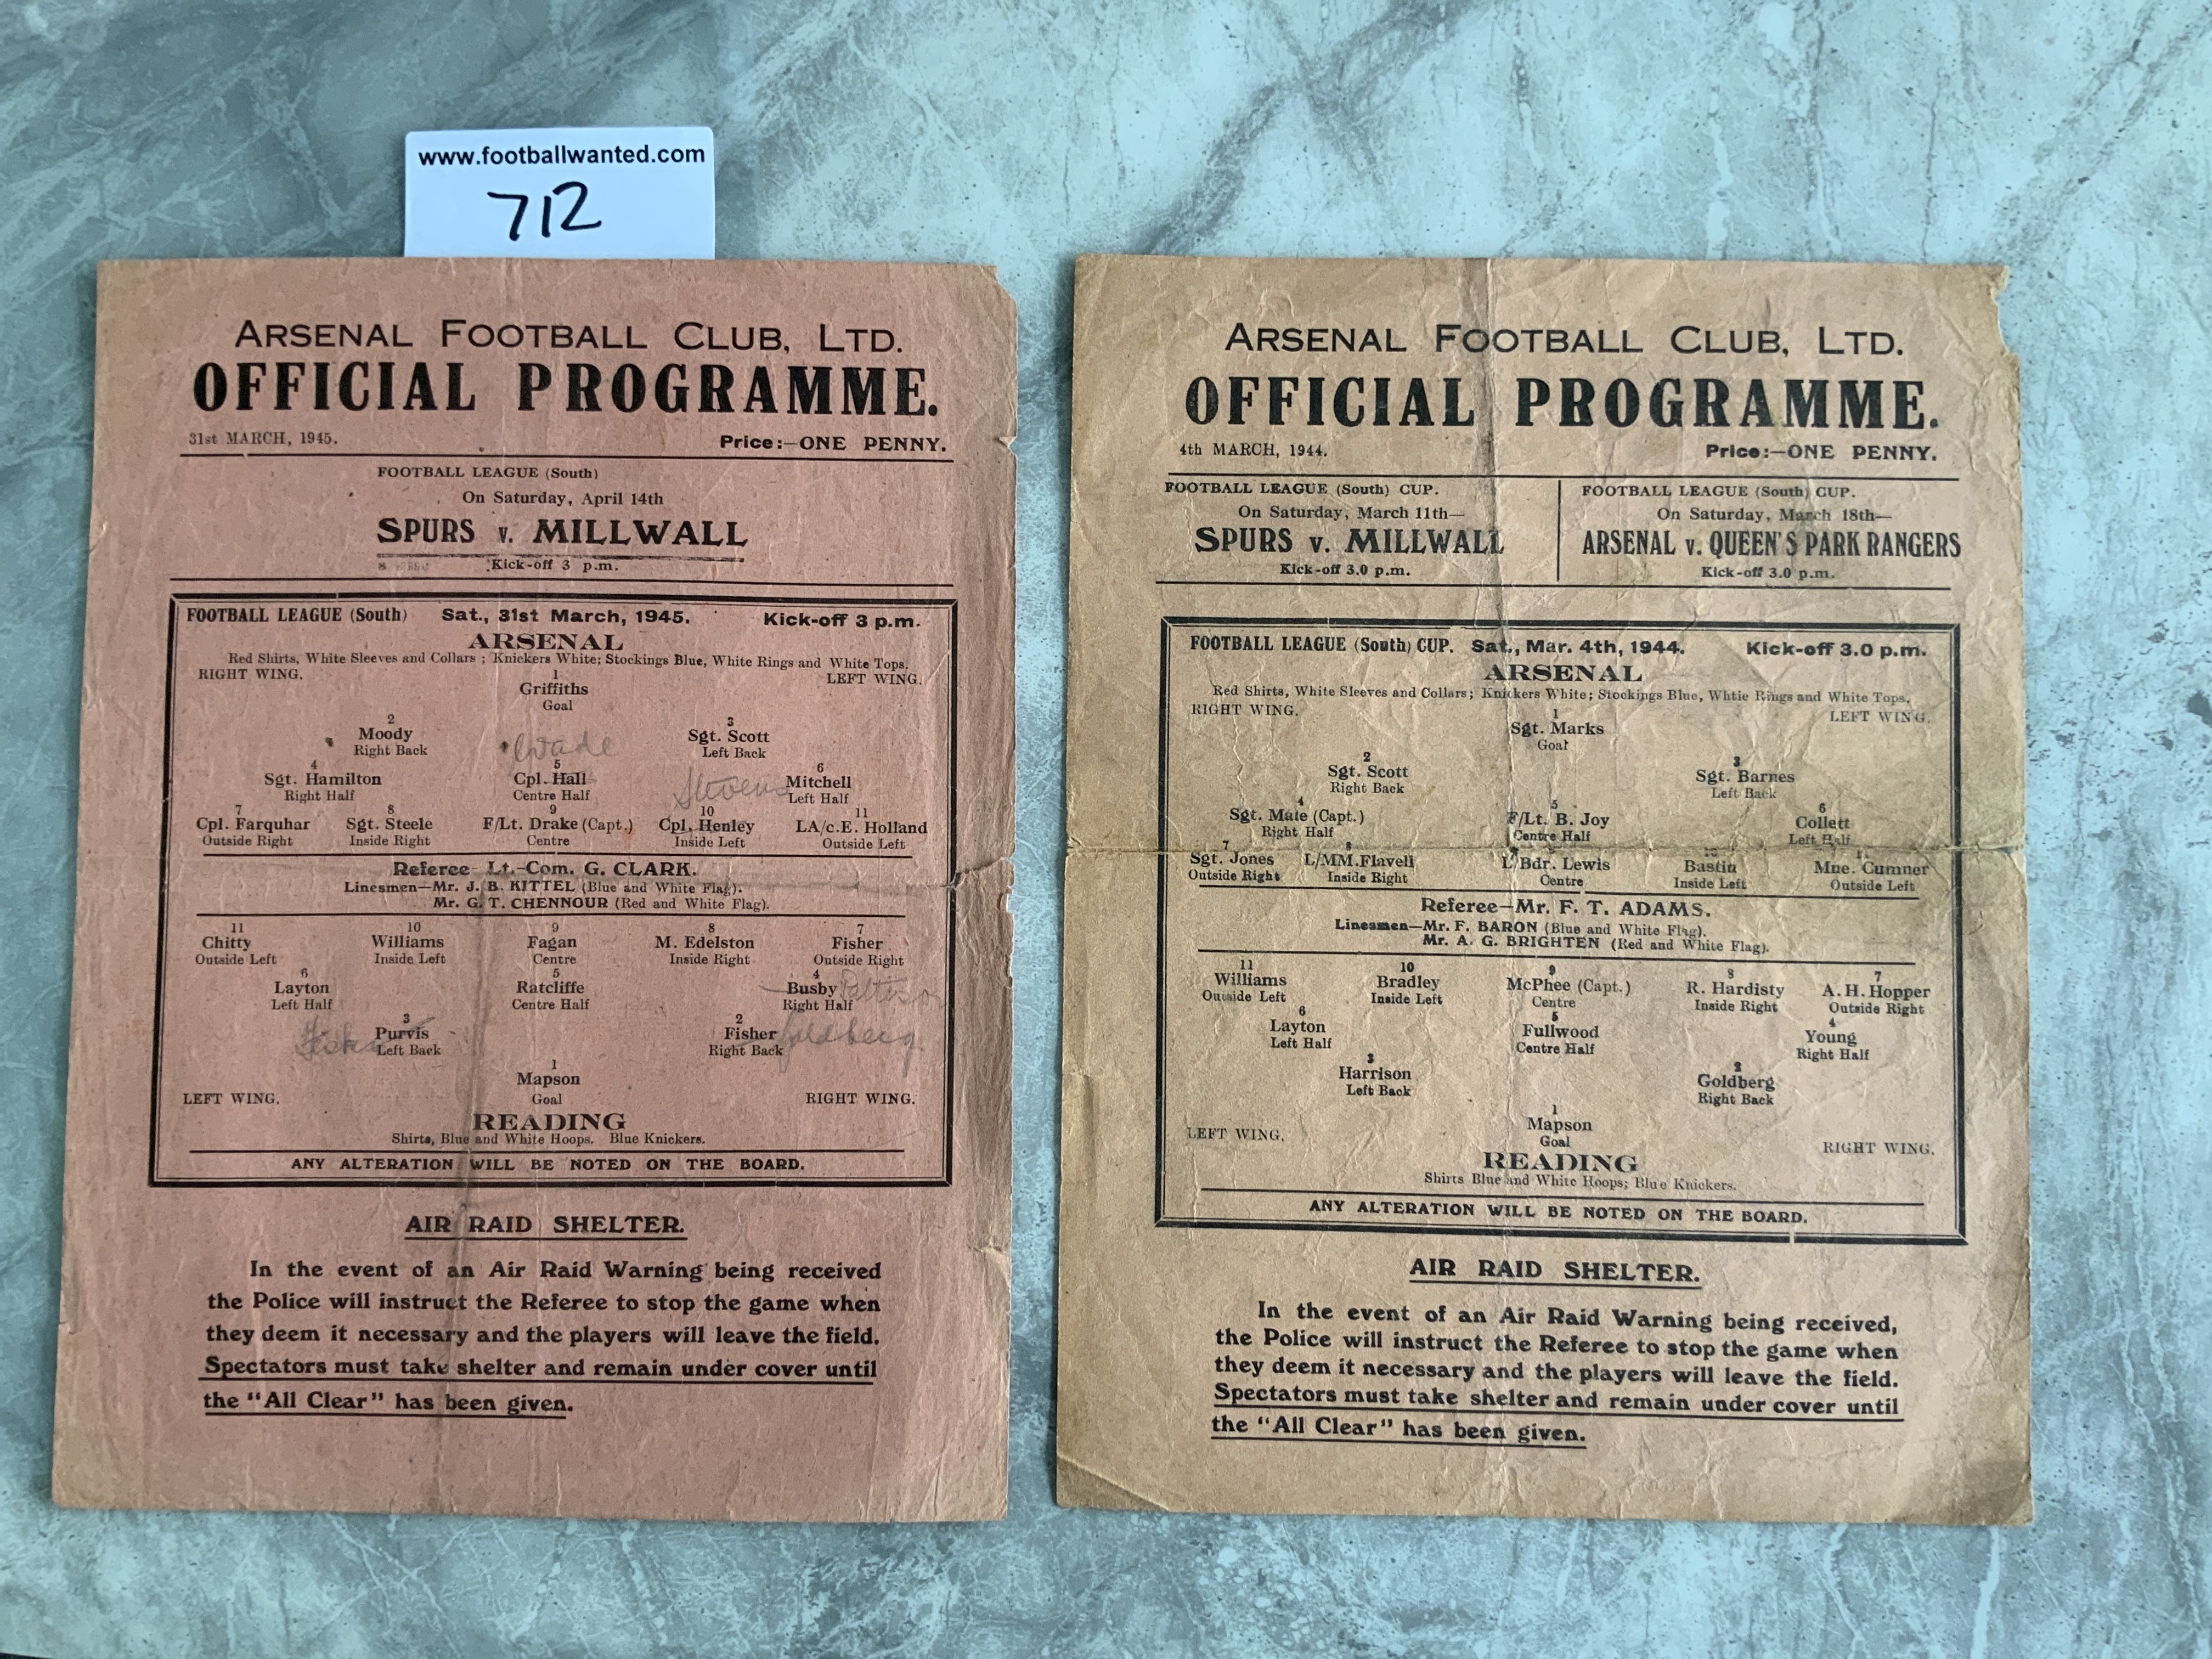 www.footballwanted.com
712
ARSENAL FOOTBALL CLUB, LTD.
OFFICIAL PROGRAMME.
31st MARCH, 1945. Price:—ONE PENNY.
FOOTBALL LEAGUE (South)
On Saturday, April 14th
SPURS v. MILLWALL
Kick-off 3 p.m.
FOOTBALL LEAGUE (South) Sat., 31st March, 1945. Kick-off 3 p.m.
ARSENAL
Red Shirts, White Sleeves and Collars ; Knickers White; Stockings Blue, White Rings and White Tops.
RIGHT WING. LEFT WING.
1
Griffiths
Goal
2 3
Moody Wade Sgt. Scott
Right Back Left Back
4 5 6
Sgt. Hamilton Cpl. Hall Stevens Mitchell
Right Half Centre Half Left Half
7 8 9 10 11
Cpl. Farquhar Sgt. Steele F/Lt. Drake (Capt.) Cpl. Henley LA/c.E. Holland
Outside Right Inside Right Centre Inside Left Outside Left
Referee—Lt.-Com. G. CLARK.
Linesmen—Mr. J. B. KITTEL (Blue and White Flag).
Mr. G. T. CHENNOUR (Red and White Flag).
11 10 9 8 7
Chitty Williams Fagan M. Edelston Fisher
Outside Left Inside Left Centre Inside Right Outside Right
6 5 4
Layton Ratcliffe Busby
Left Half Centre Half Right Half
3 2
Purvis Fisher Goldberg
Left Back Right Back
1
Mapson
LEFT WING. Goal RIGHT WING.
READING
Shirts, Blue and White Hoops. Blue Knickers.
ANY ALTERATION WILL BE NOTED ON THE BOARD.
AIR RAID SHELTER.
In the event of an Air Raid Warning being received
the Police will instruct the Referee to stop the game when
they deem it necessary and the players will leave the field.
Spectators must take shelter and remain under cover until
the "All Clear" has been given.
ARSENAL FOOTBALL CLUB, LTD.
OFFICIAL PROGRAMME.
4th MARCH, 1944. Price:—ONE PENNY.
FOOTBALL LEAGUE (South) CUP.
On Saturday, March 11th—
SPURS v. MILLWALL
Kick-off 3.0 p.m.
FOOTBALL LEAGUE (South) CUP.
On Saturday, March 18th—
ARSENAL v. QUEEN'S PARK RANGERS
Kick-off 3.0 p.m.
FOOTBALL LEAGUE (South) CUP. Sat., Mar. 4th, 1944. Kick-off 3.0 p.m.
ARSENAL
Red Shirts, White Sleeves and Collars; Knickers White; Stockings Blue, Whtie Rings and White Tops.
RIGHT WING. LEFT WING.
1
Sgt. Marks
Goal
2 3
Sgt. Scott Sgt. Barnes
Right Back Left Back
4 5 6
Sgt. Male (Capt.) F/Lt. B. Joy Collett
Right Half Centre Half Left Half
7 8 10 11
Sgt. Jones L/MM.Flavell L'Bdr. Lewis Bastin Mne. Cumner
Outside Right Inside Right Centre Inside Left Outside Left
Referee—Mr. F. T. ADAMS.
Linesmen—Mr. F. BARON (Blue and White Flag).
Mr. A. G. BRIGHTEN (Red and White Flag).
11 10 9 8 7
Williams Bradley McPhee (Capt.) R. Hardisty A. H. Hopper
Outside Left Inside Left Centre Inside Right Outside Right
6 5 4
Layton Fullwood Young
Left Half Centre Half Right Half
3 2
Harrison Goldberg
Left Back Right Back
1
Mapson
LEFT WING. Goal RIGHT WING.
READING
Shirts Blue and White Hoops; Blue Knickers.
ANY ALTERATION WILL BE NOTED ON THE BOARD.
AIR RAID SHELTER.
In the event of an Air Raid Warning being received,
the Police will instruct the Referee to stop the game when
they deem it necessary and the players will leave the field.
Spectators must take shelter and remain under cover until
the "All Clear" has been given.